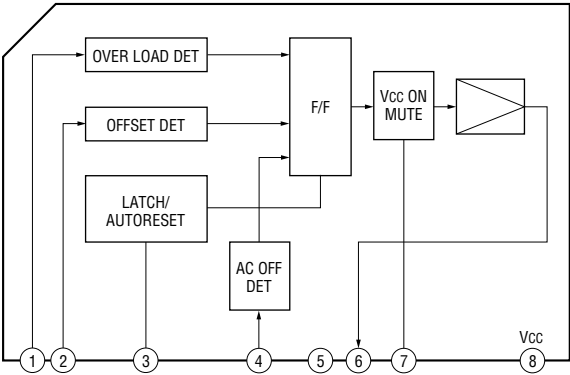 OVER LOAD DET
OFFSET DET
F/F
VCC ON
MUTE
LATCH/
AUTORESET
AC OFF
DET
VCC
1
2
3
4
5
6
7
8